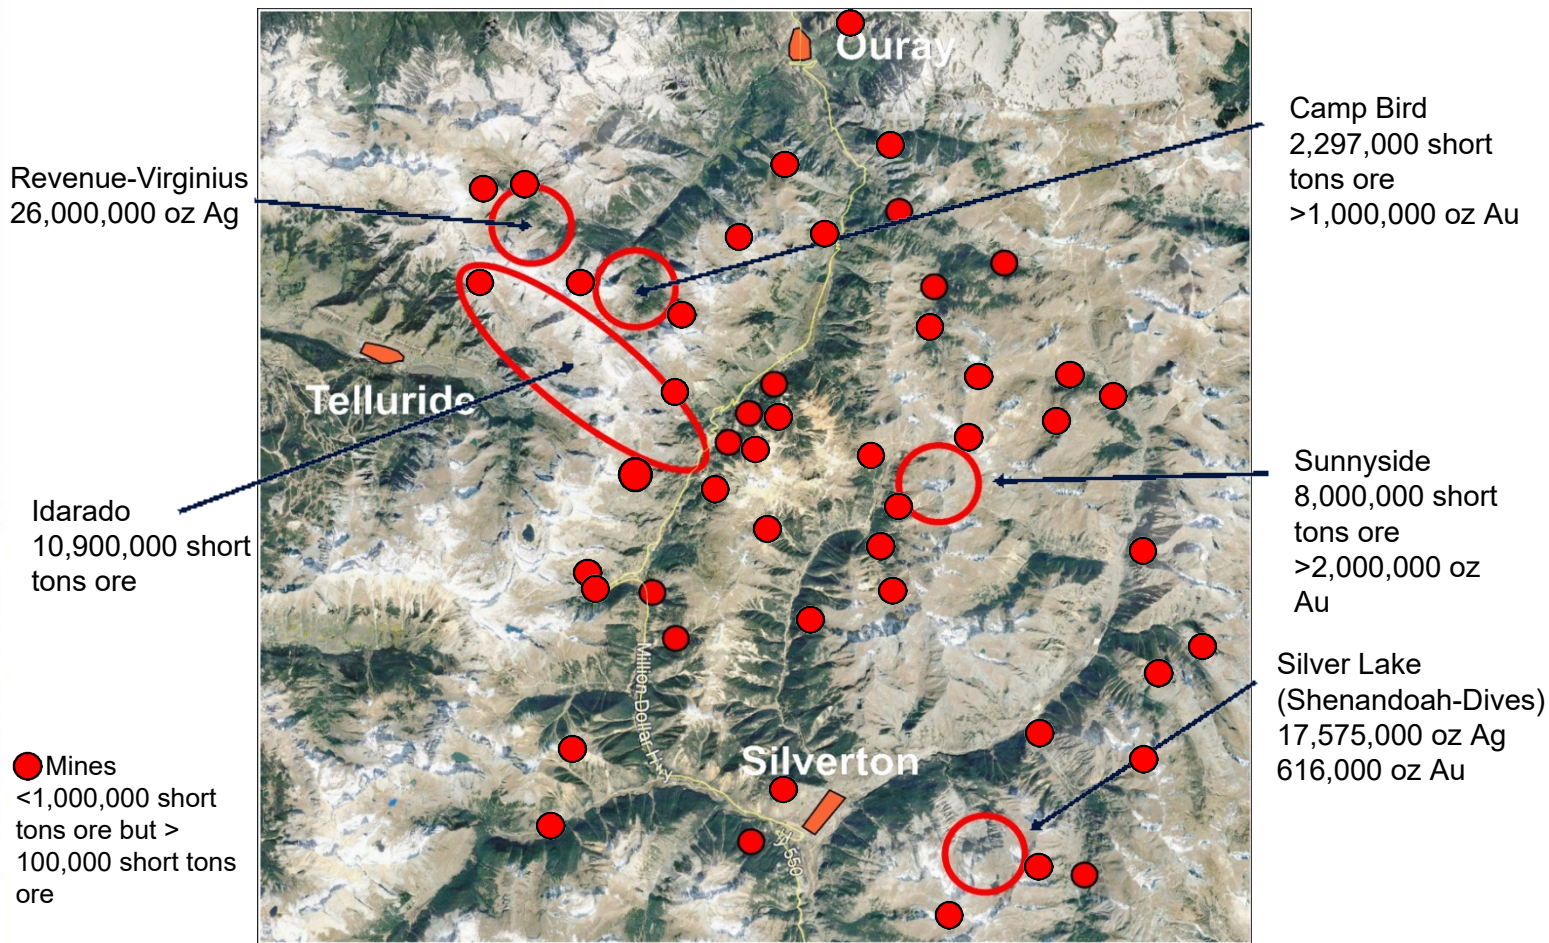 Ouray
Camp Bird
2,297,000 short
tons ore
>1,000,000 oz Au
Revenue-Virginius
26,000,000 oz Ag
Telluride
Idarado
10,900,000 short
tons ore
Sunnyside
8,000,000 short
tons ore
>2,000,000 oz
Au
Silver Lake
(Shenandoah-Dives)
17,575,000 oz Ag
616,000 oz Au
Million Dollar Hwy
Silverton
Mines
<1,000,000 short
tons ore but >
100,000 short tons
ore
y 550